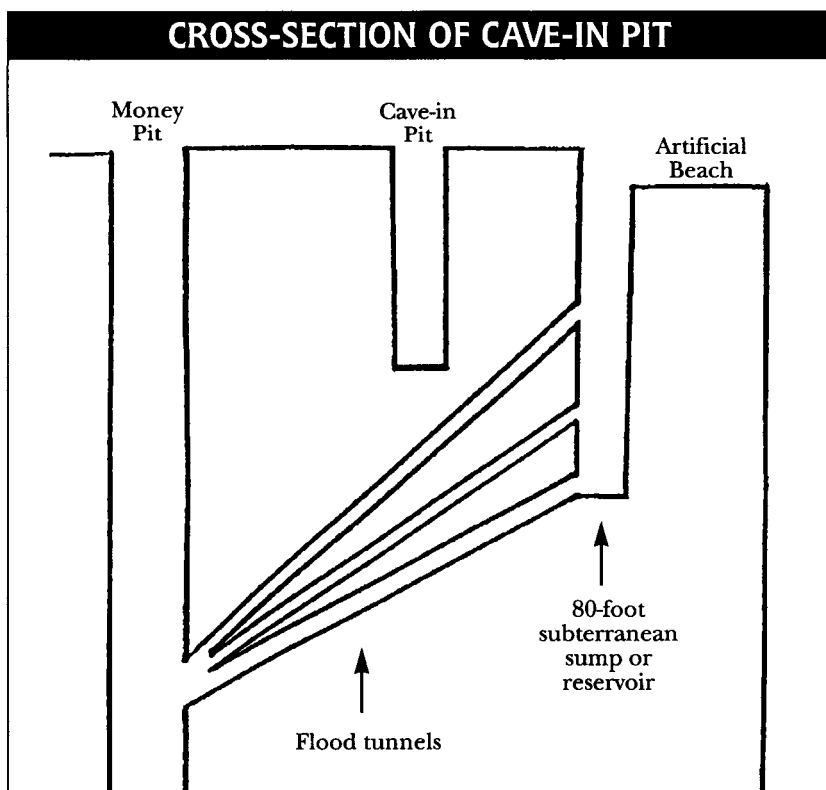 CROSS-SECTION OF CAVE-IN PIT
Money
Pit
Cave-in
Pit
Artificial
Beach
80-foot
subterranean
sump or
reservoir
Flood tunnels